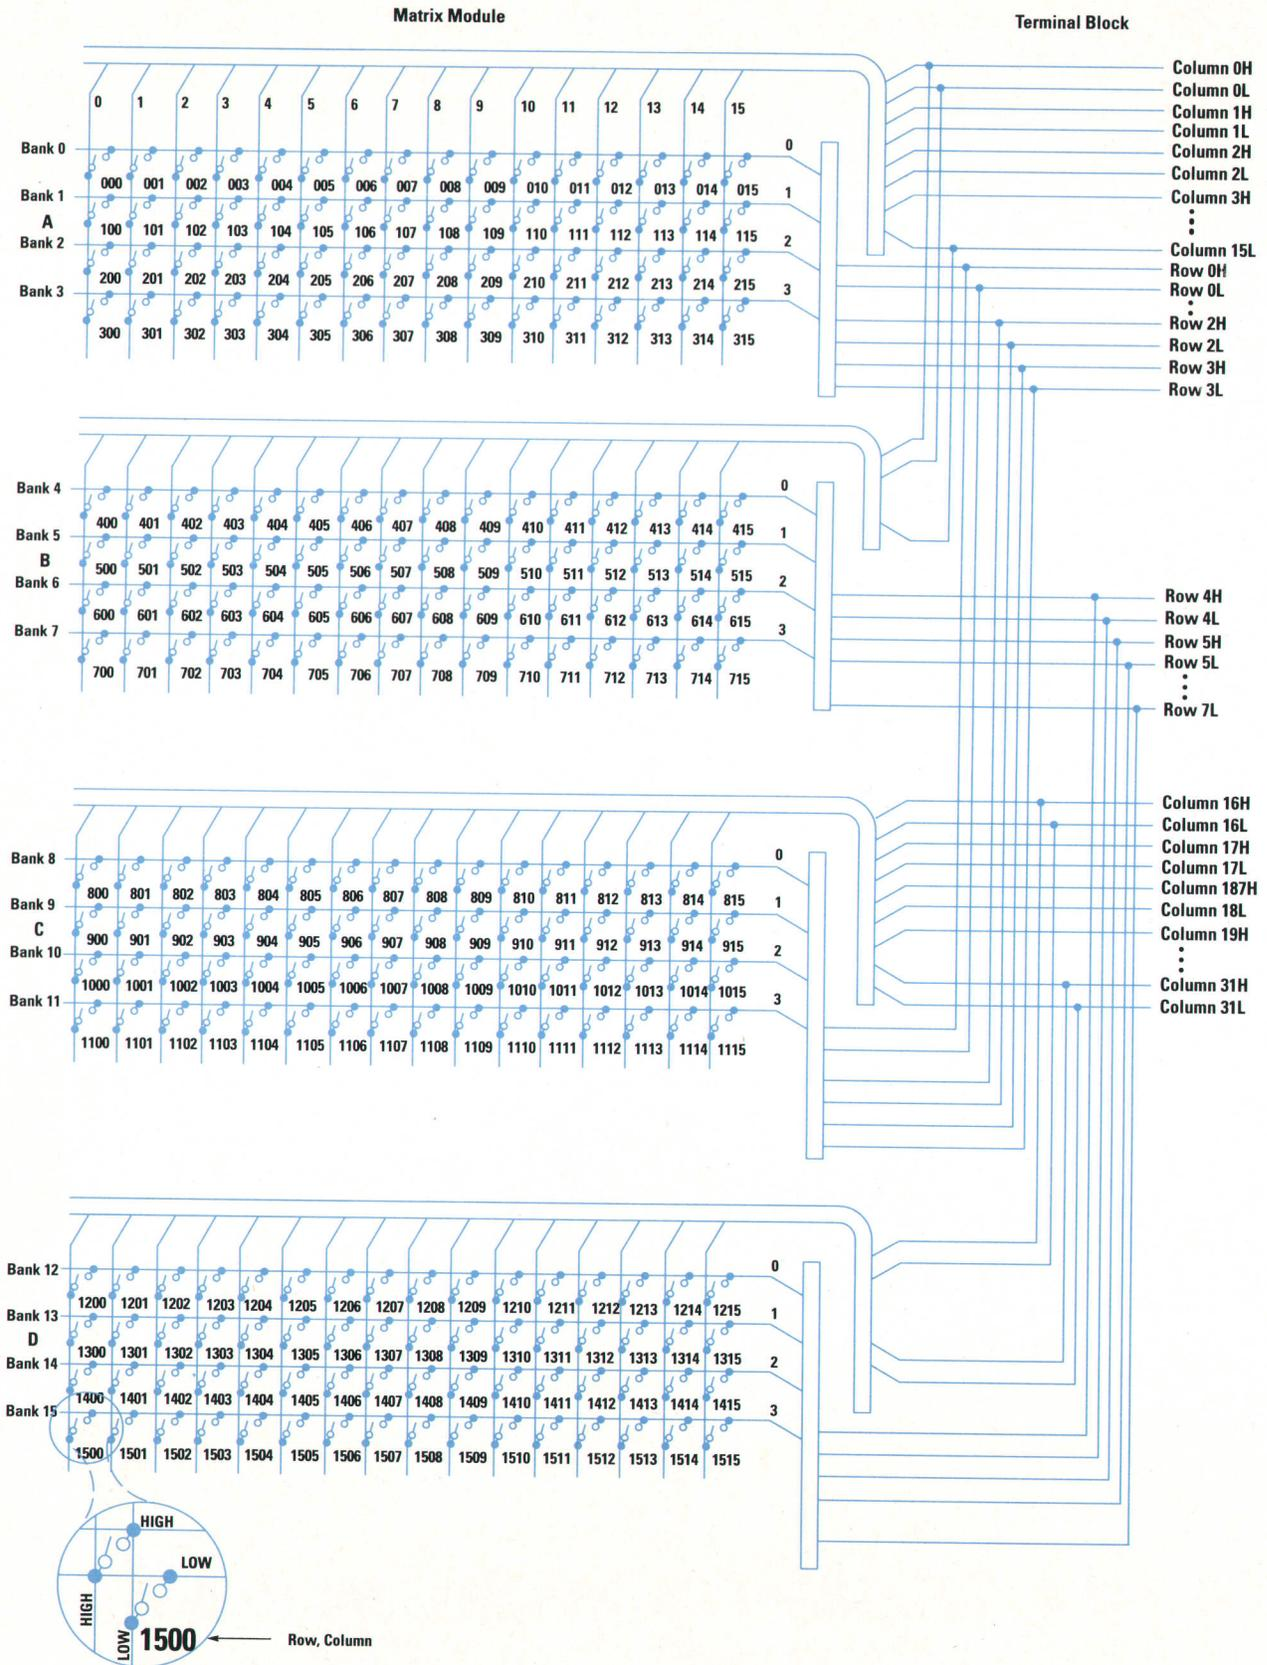 Matrix Module
Terminal Block
0 1 2 3 4 5 6 7 8 9 10 11 12 13 14 15
Bank 0
0
000 001 002 003 004 005 006 007 008 009 010 011 012 013 014 015
Bank 1
1
A
100 101 102 103 104 105 106 107 108 109 110 111 112 113 114 115
Bank 2
2
200 201 202 203 204 205 206 207 208 209 210 211 212 213 214 215
Bank 3
3
300 301 302 303 304 305 306 307 308 309 310 311 312 313 314 315
Column 0H
Column 0L
Column 1H
Column 1L
Column 2H
Column 2L
Column 3H
Column 15L
Row 0H
Row 0L
Row 2H
Row 2L
Row 3H
Row 3L
Bank 4
0
400 401 402 403 404 405 406 407 408 409 410 411 412 413 414 415
Bank 5
1
B
500 501 502 503 504 505 506 507 508 509 510 511 512 513 514 515
Bank 6
2
600 601 602 603 604 605 606 607 608 609 610 611 612 613 614 615
Bank 7
3
700 701 702 703 704 705 706 707 708 709 710 711 712 713 714 715
Row 4H
Row 4L
Row 5H
Row 5L
Row 7L
Bank 8
0
800 801 802 803 804 805 806 807 808 809 810 811 812 813 814 815
Bank 9
1
C
900 901 902 903 904 905 906 907 908 909 910 911 912 913 914 915
Bank 10
2
1000 1001 1002 1003 1004 1005 1006 1007 1008 1009 1010 1011 1012 1013 1014 1015
Bank 11
3
1100 1101 1102 1103 1104 1105 1106 1107 1108 1109 1110 1111 1112 1113 1114 1115
Column 16H
Column 16L
Column 17H
Column 17L
Column 187H
Column 18L
Column 19H
Column 31H
Column 31L
Bank 12
0
1200 1201 1202 1203 1204 1205 1206 1207 1208 1209 1210 1211 1212 1213 1214 1215
Bank 13
1
D
1300 1301 1302 1303 1304 1305 1306 1307 1308 1309 1310 1311 1312 1313 1314 1315
Bank 14
2
1400 1401 1402 1403 1404 1405 1406 1407 1408 1409 1410 1411 1412 1413 1414 1415
Bank 15
3
1500 1501 1502 1503 1504 1505 1506 1507 1508 1509 1510 1511 1512 1513 1514 1515
HIGH
LOW
HIGH
LOW
1500
Row, Column